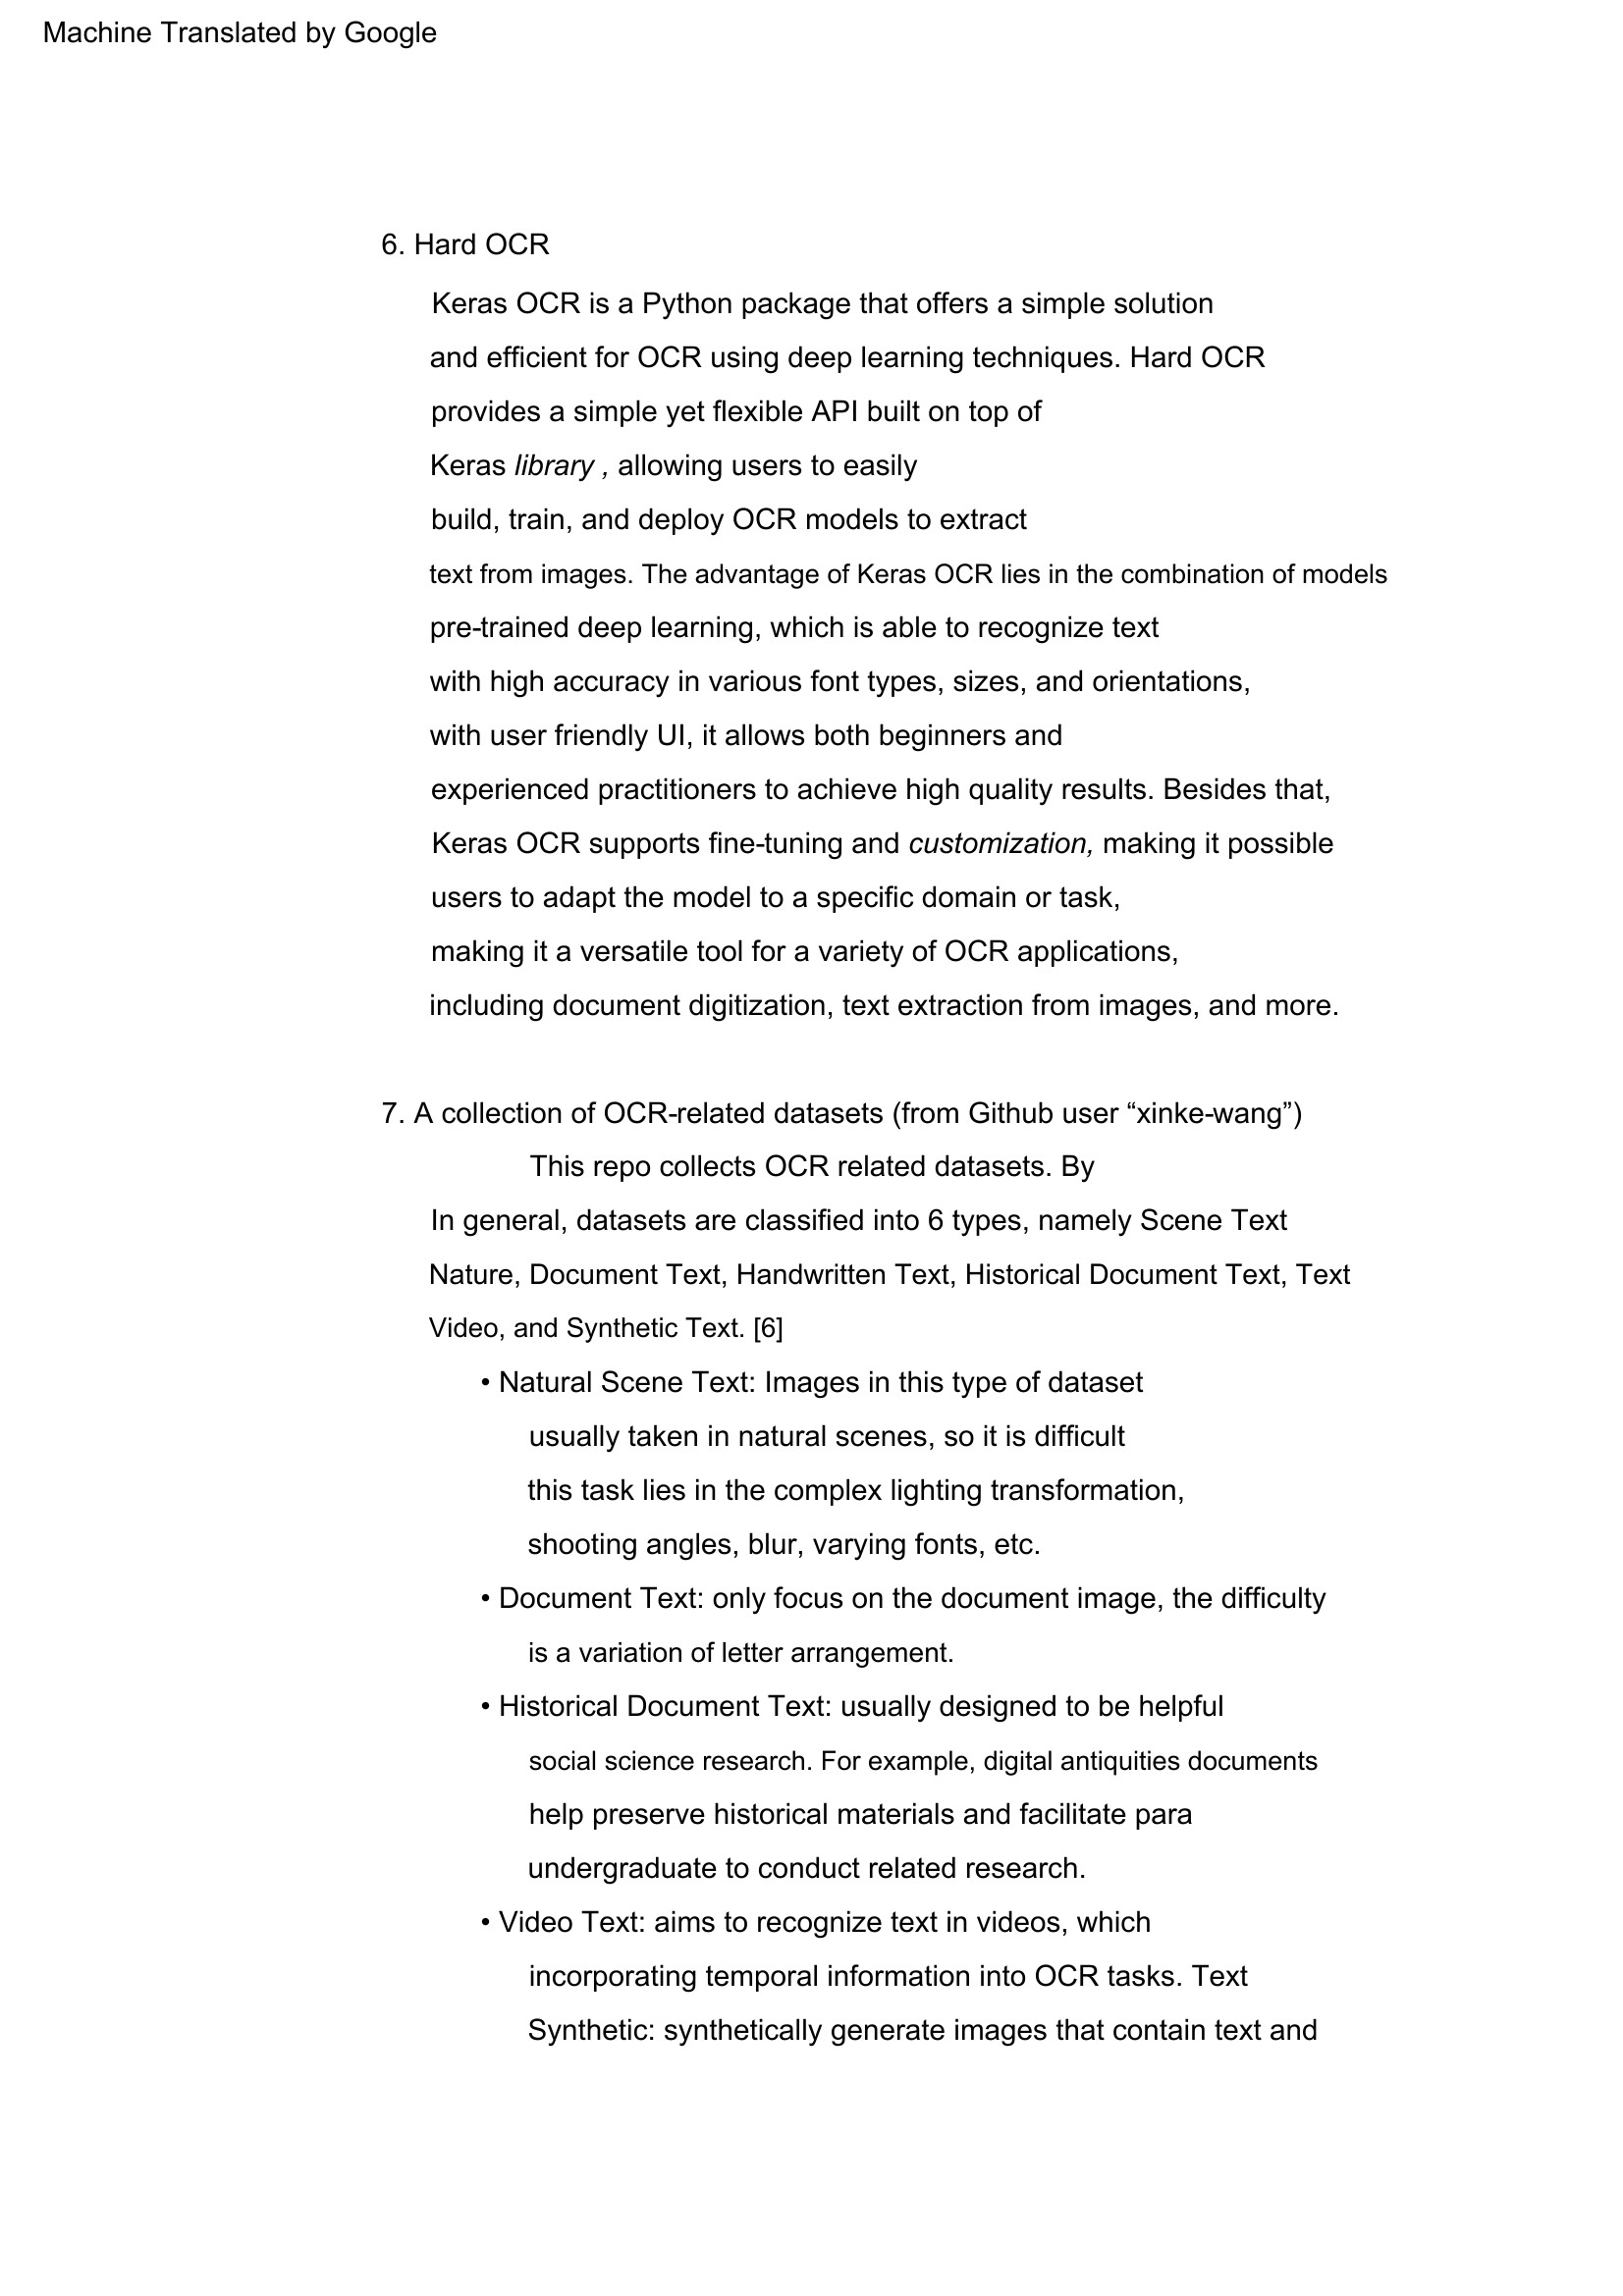 Machine Translated by Google
6. Hard OCR
Keras OCR is a Python package that offers a simple solution
and efficient for OCR using deep learning techniques. Hard OCR
provides a simple yet flexible API built on top of
Keras library , allowing users to easily
build, train, and deploy OCR models to extract
text from images. The advantage of Keras OCR lies in the combination of models
pre-trained deep learning, which is able to recognize text
with high accuracy in various font types, sizes, and orientations,
with user friendly UI, it allows both beginners and
experienced practitioners to achieve high quality results. Besides that,
Keras OCR supports fine-tuning and customization, making it possible
users to adapt the model to a specific domain or task,
making it a versatile tool for a variety of OCR applications,
including document digitization, text extraction from images, and more.
7. A collection of OCR-related datasets (from Github user “xinke-wang”)
This repo collects OCR related datasets. By
In general, datasets are classified into 6 types, namely Scene Text
Nature, Document Text, Handwritten Text, Historical Document Text, Text
Video, and Synthetic Text. [6]
• Natural Scene Text: Images in this type of dataset
usually taken in natural scenes, so it is difficult
this task lies in the complex lighting transformation,
shooting angles, blur, varying fonts, etc.
• Document Text: only focus on the document image, the difficulty
is a variation of letter arrangement.
• Historical Document Text: usually designed to be helpful
social science research. For example, digital antiquities documents
help preserve historical materials and facilitate para
undergraduate to conduct related research.
• Video Text: aims to recognize text in videos, which
incorporating temporal information into OCR tasks. Text
Synthetic: synthetically generate images that contain text and